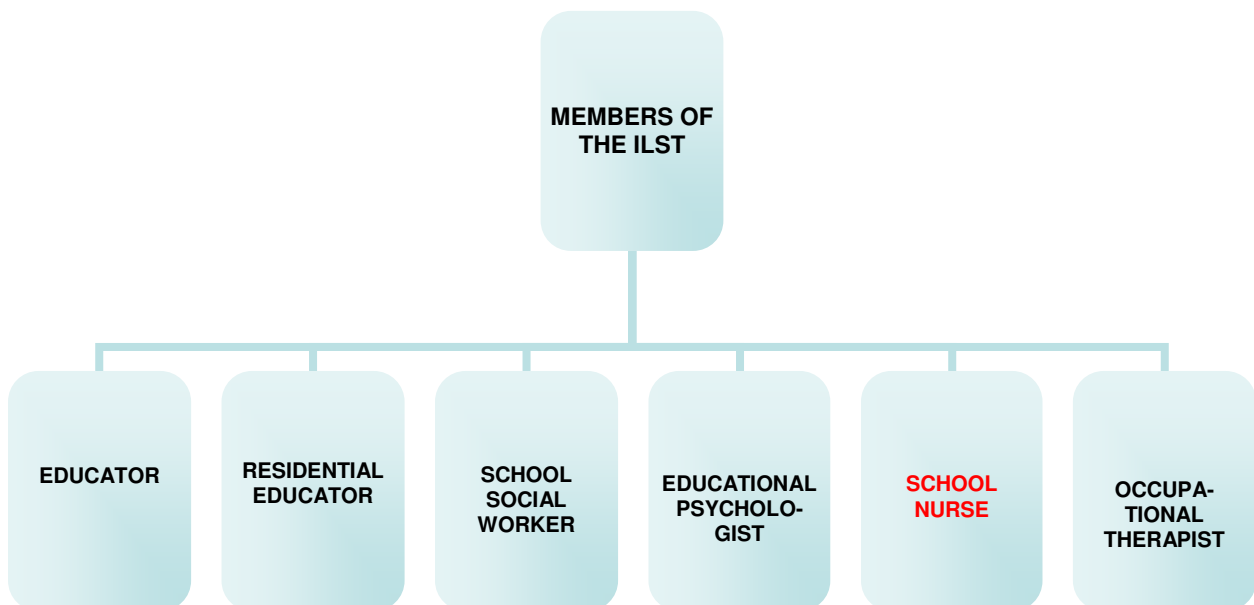 MEMBERS OF
THE ILST
EDUCATOR
RESIDENTIAL
EDUCATOR
SCHOOL
SOCIAL
WORKER
EDUCATIONAL
PSYCHOLO-
GIST
SCHOOL
NURSE
OCCUPA-
TIONAL
THERAPIST